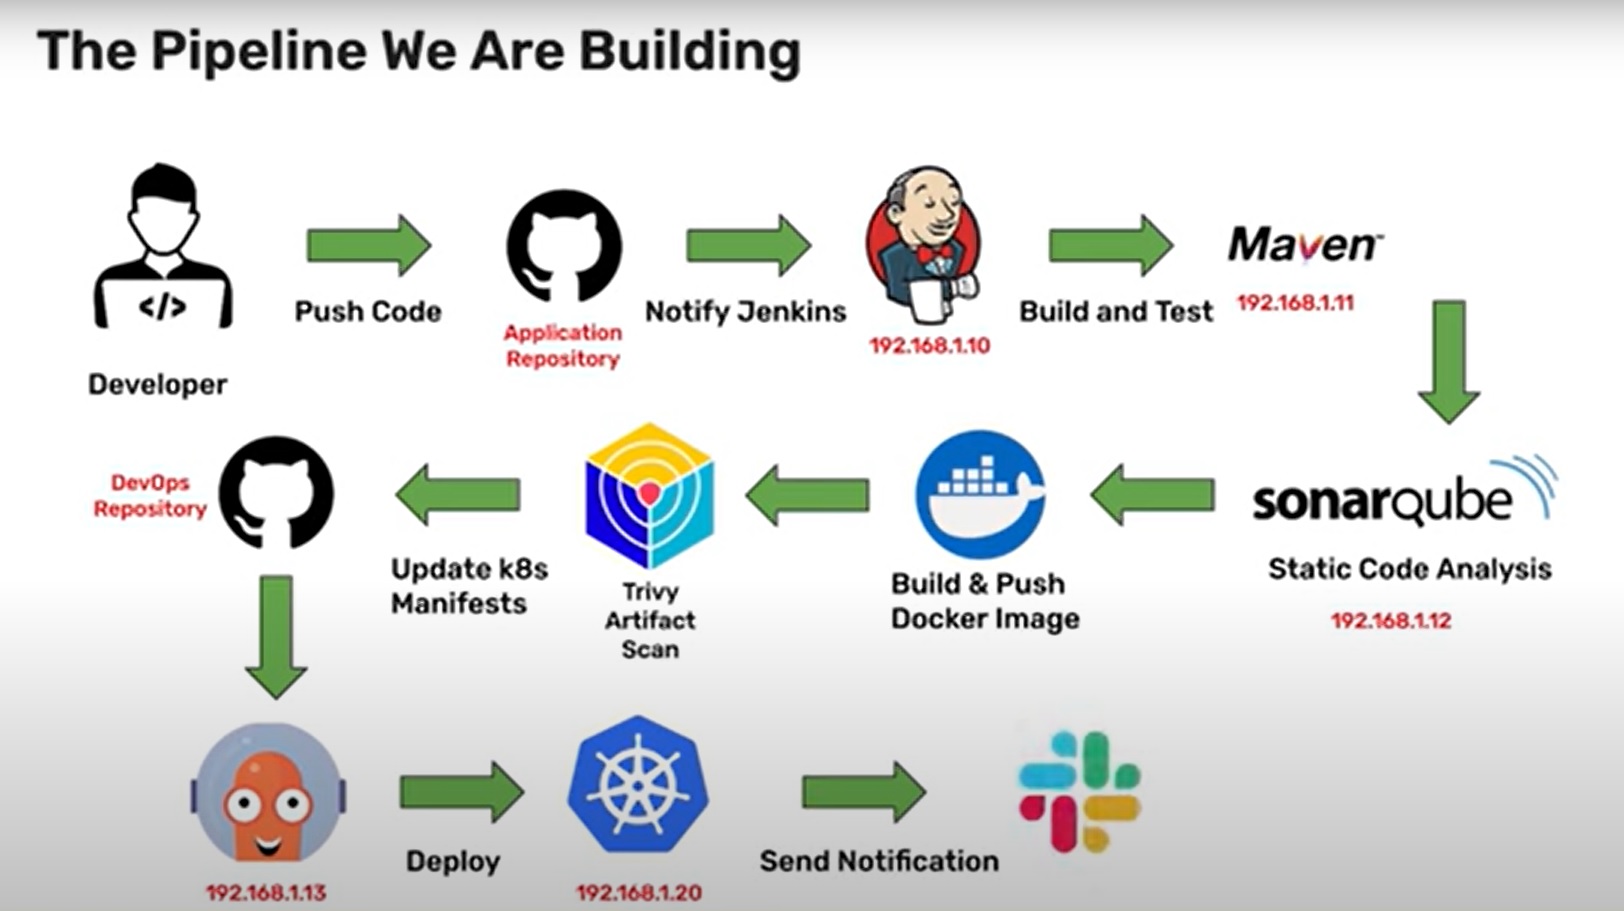 The Pipeline We Are Building
</>
Developer
Push Code
Application
Repository
Notify Jenkins
192.168.1.10
Build and Test
Maven™
192.168.1.11
sonarqube
Static Code Analysis
192.168.1.12
Build & Push
Docker Image
Trivy
Artifact
Scan
Update k8s
Manifests
DevOps
Repository
192.168.1.13
Deploy
192.168.1.20
Send Notification